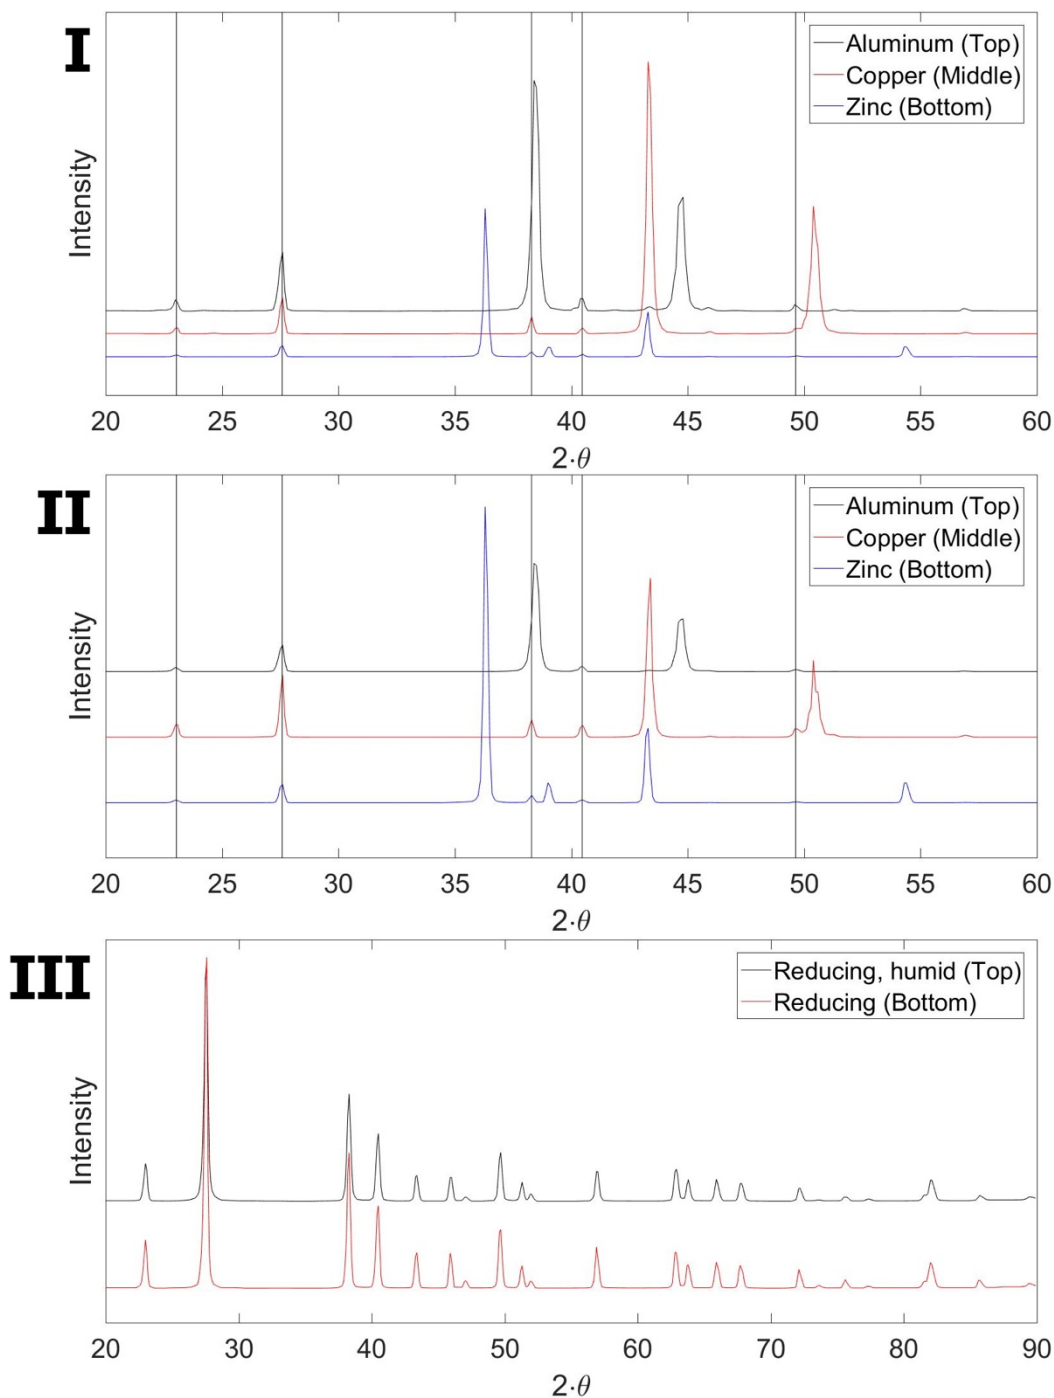 I
Aluminum (Top)
Copper (Middle)
Zinc (Bottom)
Intensity
20 25 30 35 40 45 50 55 60
2·θ
II
Aluminum (Top)
Copper (Middle)
Zinc (Bottom)
Intensity
20 25 30 35 40 45 50 55 60
2·θ
III
Reducing, humid (Top)
Reducing (Bottom)
Intensity
20 30 40 50 60 70 80 90
2·θ